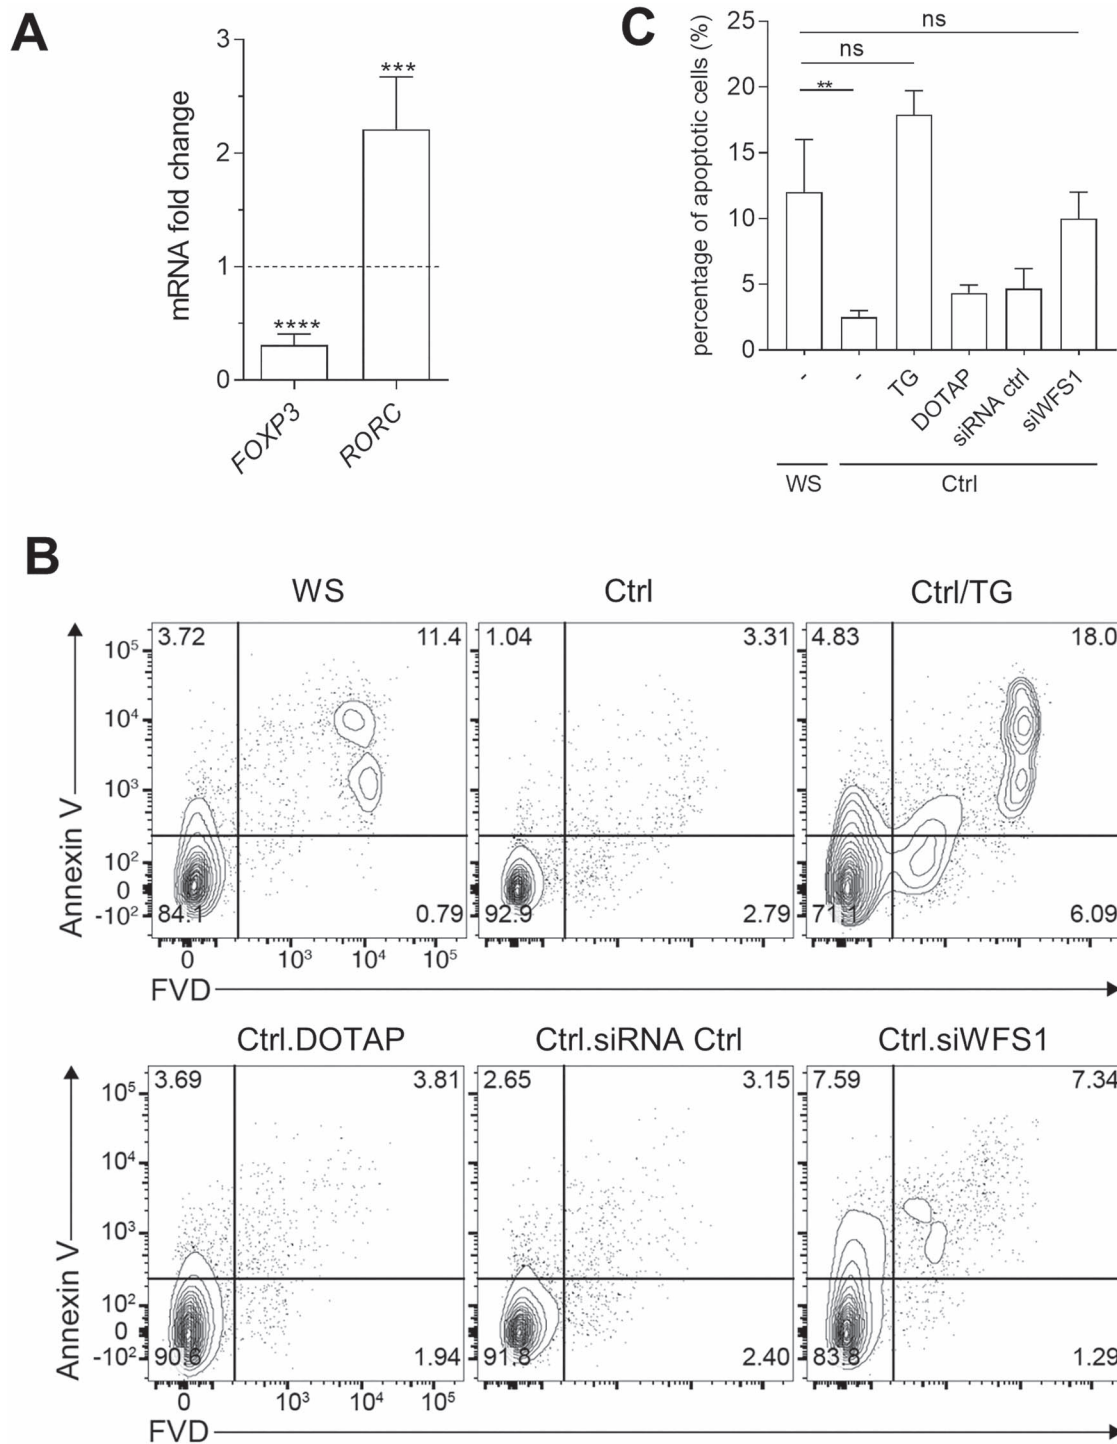 A
mRNA fold change
3
2
1
0
****
***
FOXP3
RORC
C
percentage of apoptotic cells (%)
25
20
15
10
5
0
ns
ns
**
-
-
TG
DOTAP
siRNA ctrl
siWFS1
WS
Ctrl
B
WS
Ctrl
Ctrl/TG
Annexin V
10⁵
10⁴
10³
10²
0
-10²
3.72
11.4
84.1
0.79
1.04
3.31
92.9
2.79
4.83
18.0
71.1
6.09
0
10³
10⁴
10⁵
FVD
Ctrl.DOTAP
Ctrl.siRNA Ctrl
Ctrl.siWFS1
Annexin V
10⁵
10⁴
10³
10²
0
-10²
3.69
3.81
90.6
1.94
2.65
3.15
91.8
2.40
7.59
7.34
83.8
1.29
0
10³
10⁴
10⁵
FVD